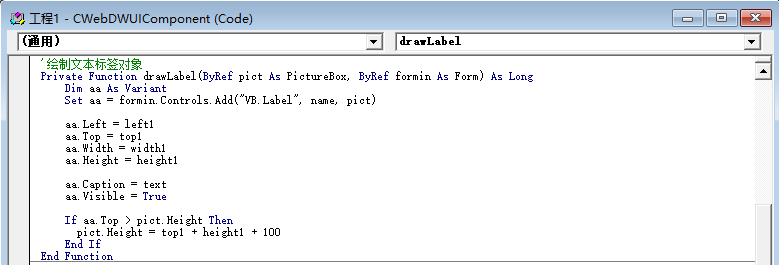 工程1 - CWebDWUIComponent (Code)
(通用)
drawLabel
'绘制文本标签对象
Private Function drawLabel(ByRef pict As PictureBox, ByRef formin As Form) As Long
Dim aa As Variant
Set aa = formin.Controls.Add("VB.Label", name, pict)
aa.Left = left1
aa.Top = top1
aa.Width = width1
aa.Height = height1
aa.Caption = text
aa.Visible = True
If aa.Top > pict.Height Then
pict.Height = top1 + height1 + 100
End If
End Function